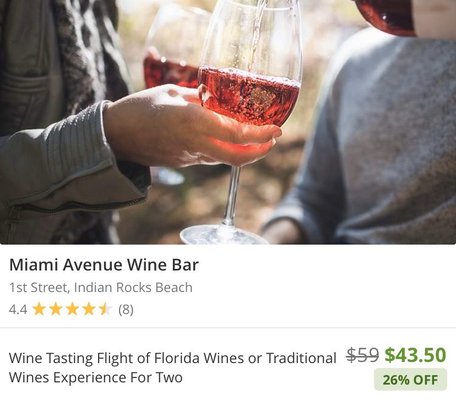 Miami Avenue Wine Bar
1st Street, Indian Rocks Beach
4.4 (8)
Wine Tasting Flight of Florida Wines or Traditional $59 $43.50
Wines Experience For Two
26% OFF